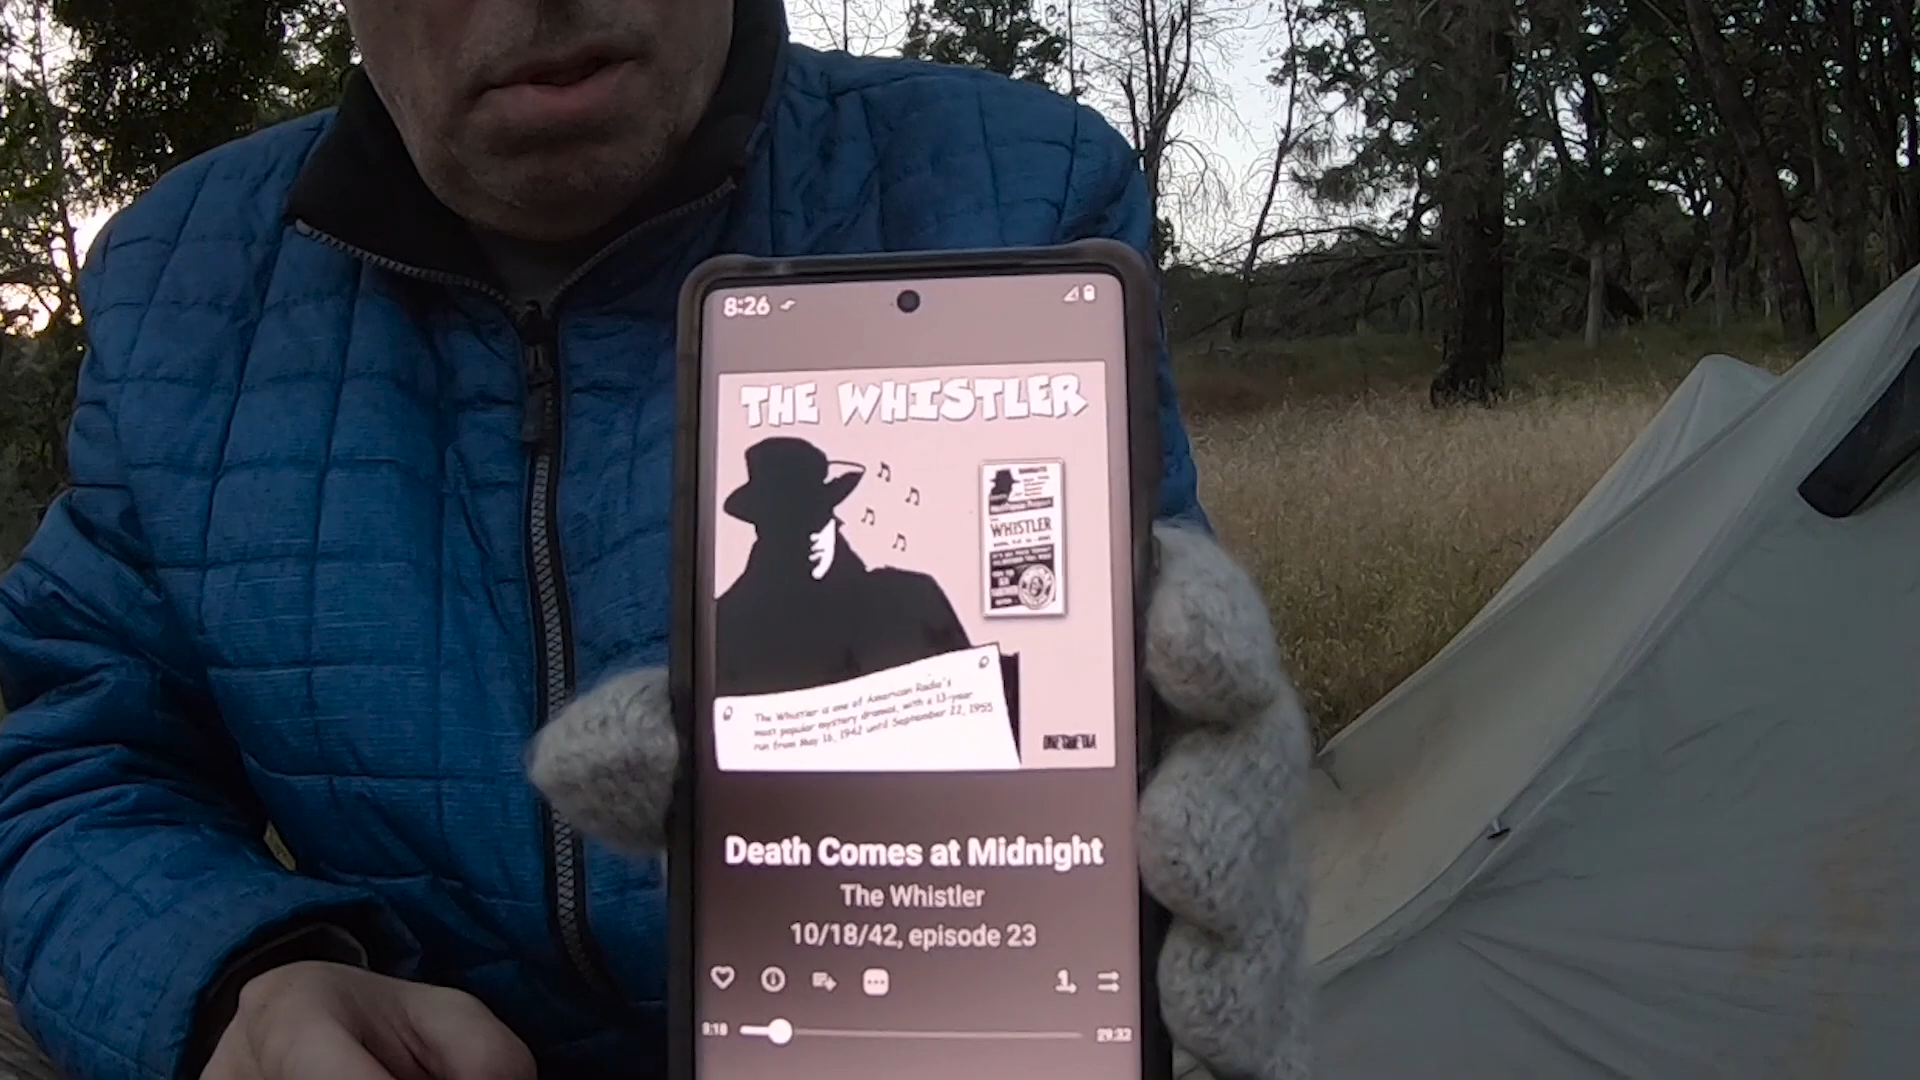 8:26
THE WHISTLER
WHISTLER
The Whistler is one of American Radio's
most popular mystery dramas, with a 13-year
run from May 16, 1942 until September 22, 1955
Death Comes at Midnight
The Whistler
10/18/42, episode 23
29:32